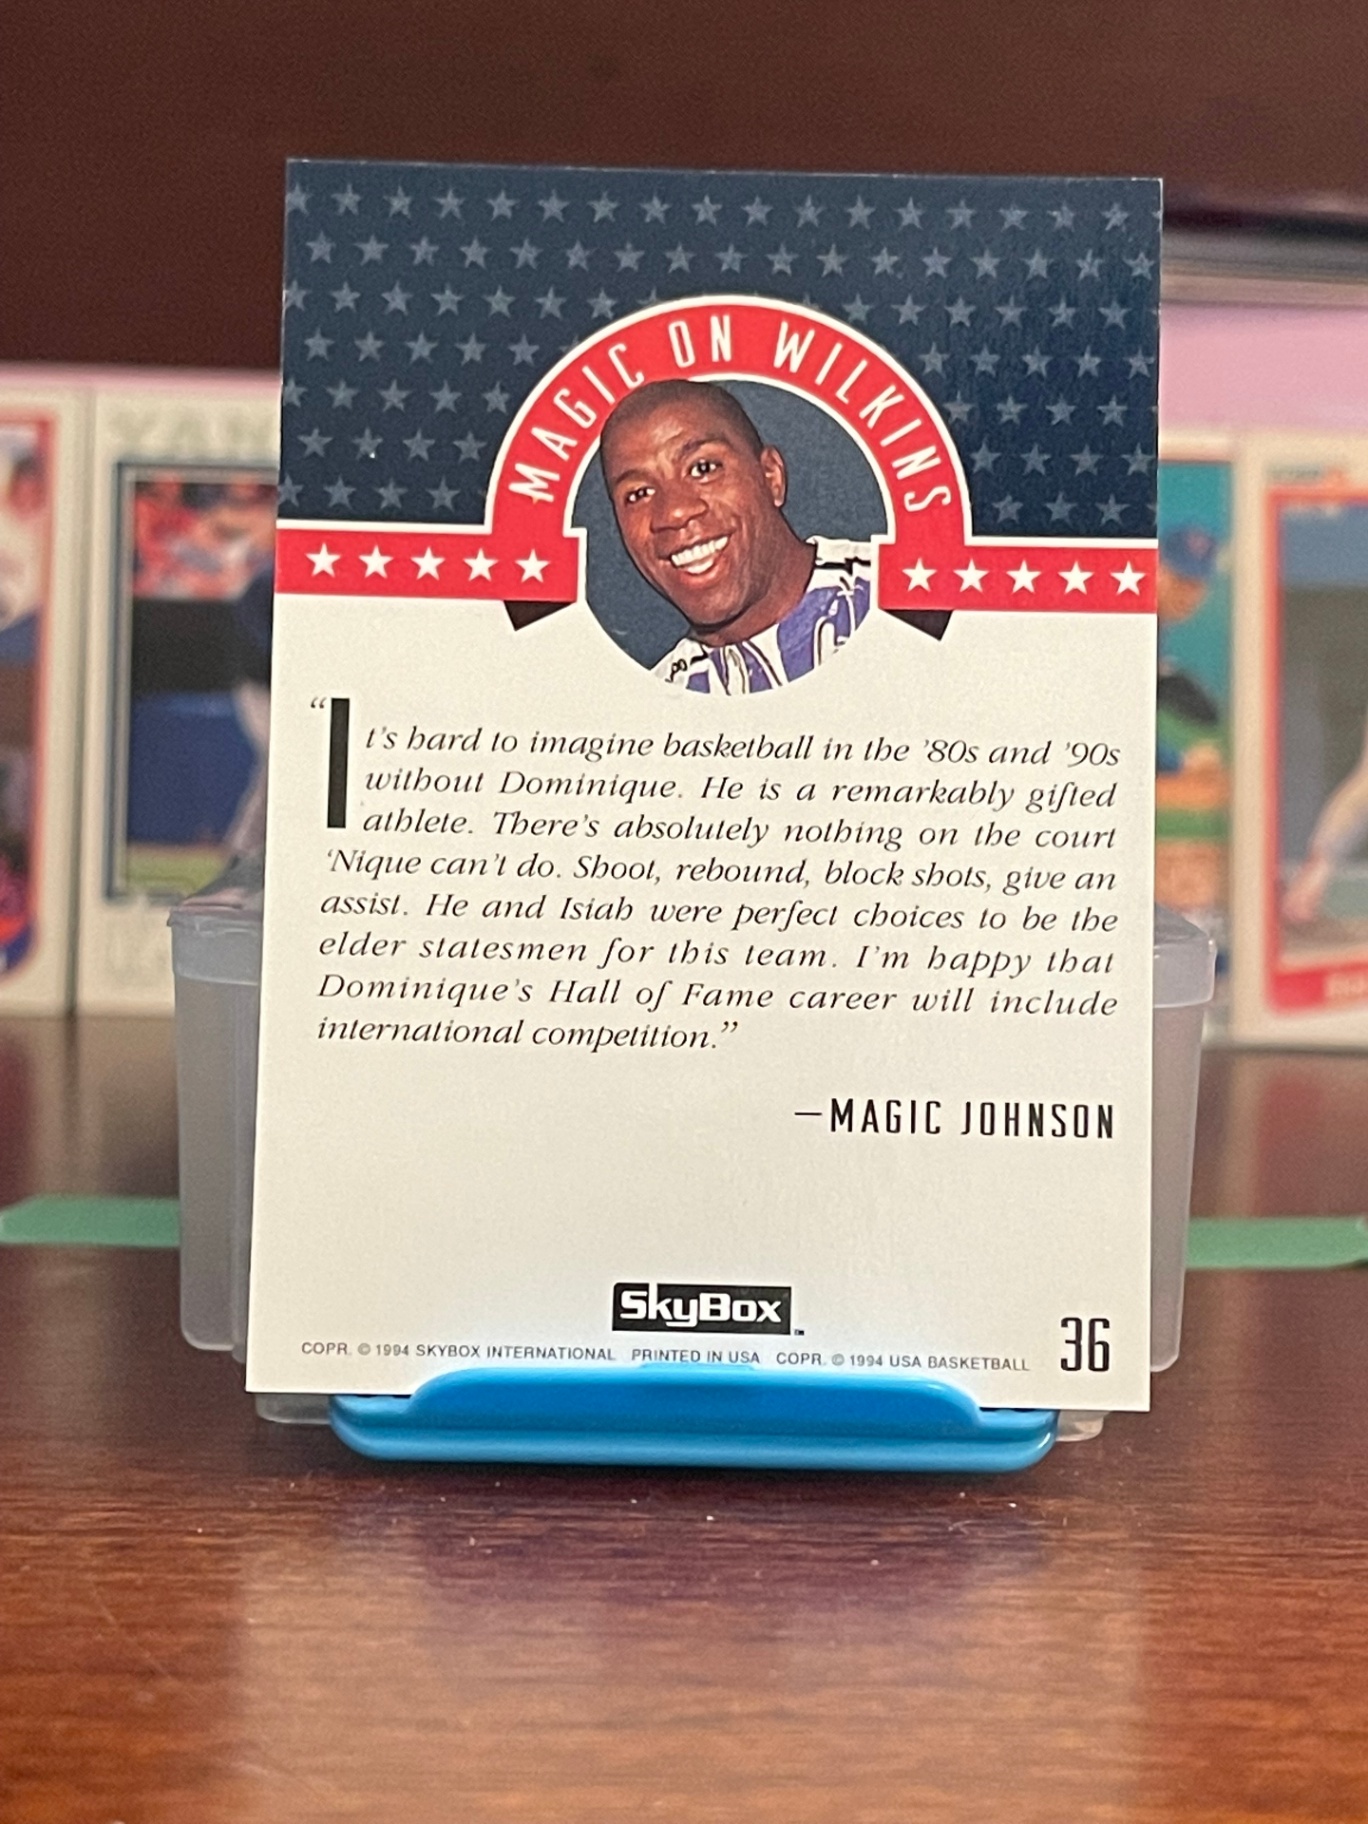 MAGIC ON WILKINS
“It’s hard to imagine basketball in the ’80s and ’90s
without Dominique. He is a remarkably gifted
athlete. There’s absolutely nothing on the court
‘Nique can’t do. Shoot, rebound, block shots, give an
assist. He and Isiah were perfect choices to be the
elder statesmen for this team. I’m happy that
Dominique’s Hall of Fame career will include
international competition.”
—MAGIC JOHNSON
SkyBox
COPR. © 1994 SKYBOX INTERNATIONAL PRINTED IN USA COPR. © 1994 USA BASKETBALL
36